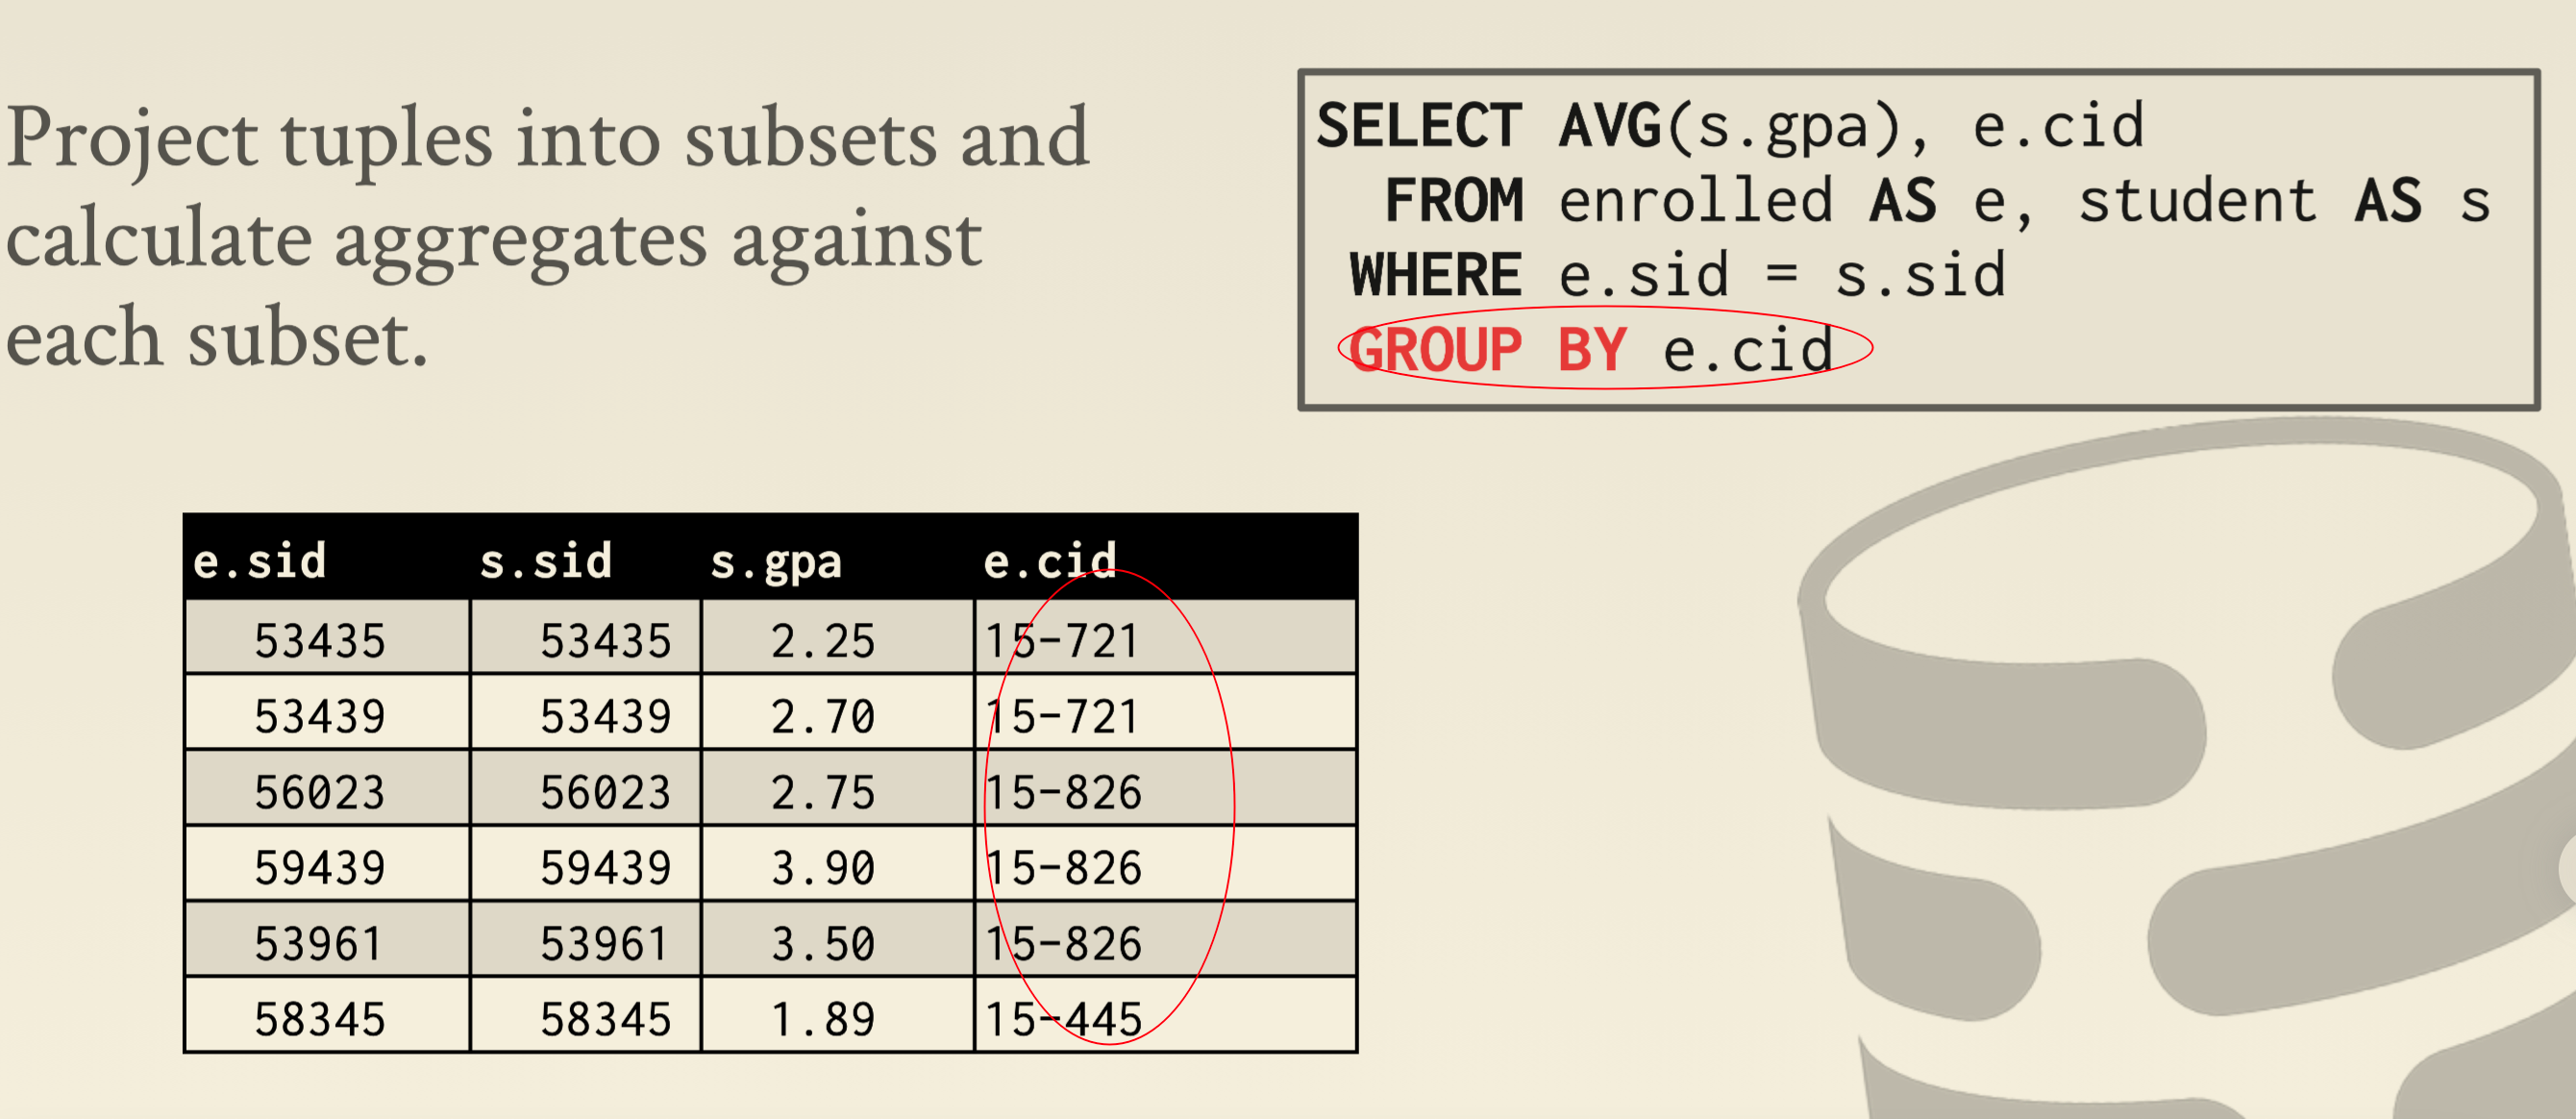 Project tuples into subsets and
calculate aggregates against
each subset.
SELECT AVG(s.gpa), e.cid
FROM enrolled AS e, student AS s
WHERE e.sid = s.sid
GROUP BY e.cid
e.sid s.sid s.gpa e.cid
53435 53435 2.25 15-721
53439 53439 2.70 15-721
56023 56023 2.75 15-826
59439 59439 3.90 15-826
53961 53961 3.50 15-826
58345 58345 1.89 15-445